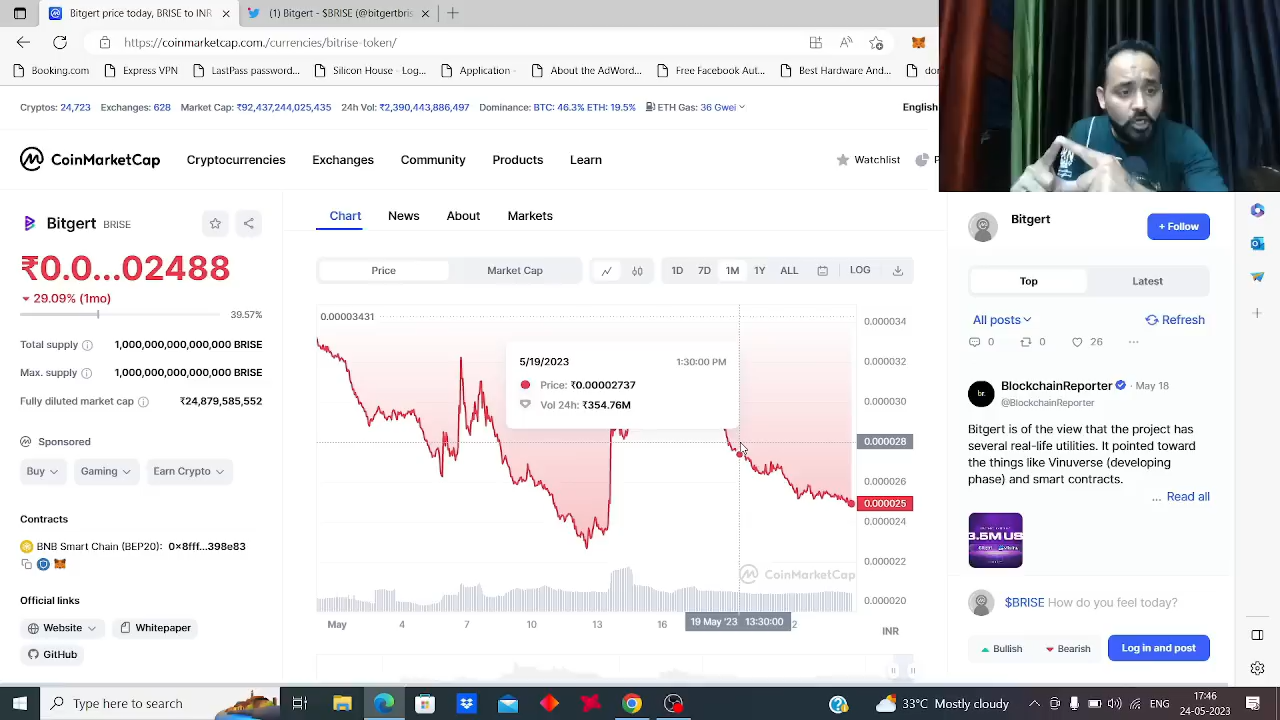 Bitgert price today, BRISE to INR
(1) Bitgert - $BRISE (@bitgertbris
https://coinmarketcap.com/currencies/brise-token/
Booking.com
Express VPN
LastPass password...
Silicon House - Log...
Application -
About the AdWor...
Free Facebook Aut...
Best Hardware...
Cryptos: 24,723 Exchanges: 628 Market Cap: ₹92,437,244,025,435 24h Vol: ₹2,390,443,886,497 Dominance: BTC: 46.3% ETH: 19.5% ETH Gas: 36 Gwei
English
CoinMarketCap
Cryptocurrencies Exchanges Community Products Learn
Watchlist
Bitgert BRISE
₹0.0...02488
29.09% (1mo)
39.57%
Total supply 1,000,000,000,000,000 BRISE
Max. supply 1,000,000,000,000,000 BRISE
Fully diluted market cap ₹24,879,585,552
Sponsored
Buy Gaming Earn Crypto
Contracts
BNB Smart Chain (BEP20): 0x8fff...398e83
Official links
Website Whitepaper
GitHub
Chart News About Markets
Price Market Cap
1D 7D 1M 1Y ALL LOG
0.00003431
5/19/2023 1:30:00 PM
Price: ₹0.00002737
Vol 24h: ₹354.76M
0.000034
0.000032
0.000030
0.000028
0.000026
0.000025
0.000024
0.000022
0.000020
CoinMarketCap
May 4 7 10 13 16 19 May '23 13:30:00 2
INR
Bitgert
+ Follow
Top Latest
All posts Refresh
0 0 26
br.
BlockchainReporter · May 18
@BlockchainReporter
Bitgert is of the view that the project has
several real-life utilities. It pointed toward
the things like Vinuverse (developing
phase) and smart contracts.
... Read all
3.5M US
$BRISE How do you feel today?
Bullish Bearish Log in and post
Type here to search
33°C Mostly cloudy
17:46
24-05-2023